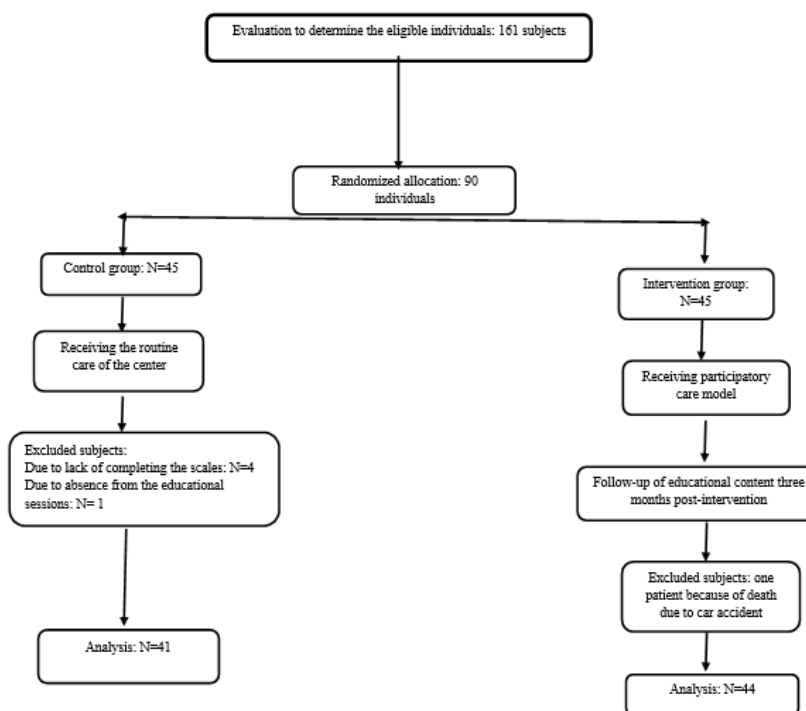 Evaluation to determine the eligible individuals: 161 subjects
Randomized allocation: 90
individuals
Control group: N=45
Intervention group:
N=45
Receiving the routine
care of the center
Receiving participatory
care model
Excluded subjects:
Due to lack of completing the scales: N=4
Due to absence from the educational
sessions: N= 1
Follow-up of educational content three
months post-intervention
Excluded subjects: one
patient because of death
due to car accident
Analysis: N=41
Analysis: N=44